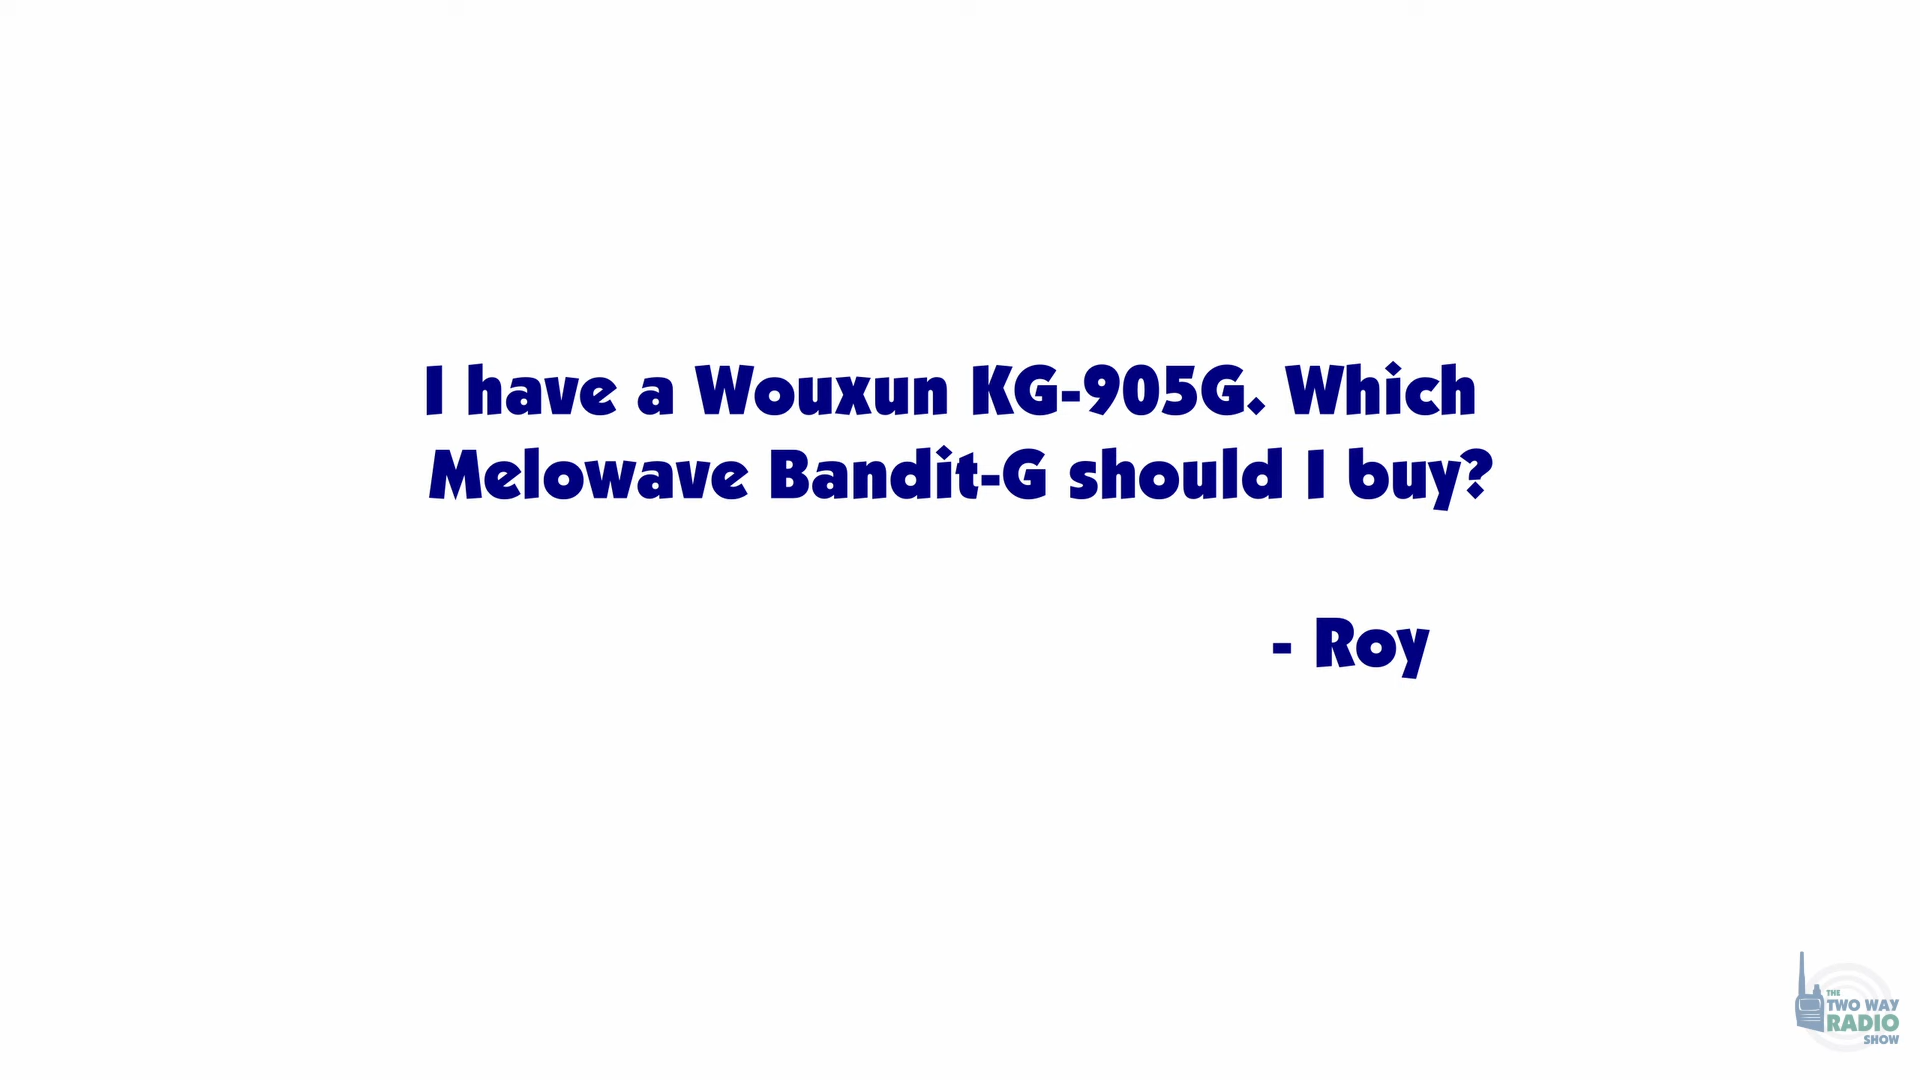 I have a Wouxun KG-905G. Which
Melowave Bandit-G should I buy?
- Roy
THE
TWO WAY
RADIO
SHOW